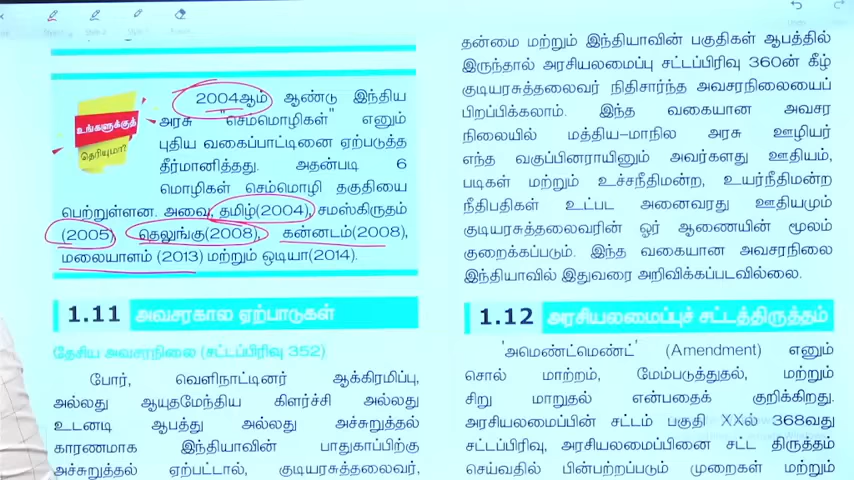 2004ஆம் ஆண்டு இந்திய
அரசு "செம்மொழிகள்" எனும்
புதிய வகைப்பாட்டினை ஏற்படுத்த
தீர்மானித்தது. அதன்படி 6
மொழிகள் செம்மொழி தகுதியை
பெற்றுள்ளன. அவை, தமிழ்(2004), சமஸ்கிருதம்
(2005) தெலுங்கு(2008), கன்னடம்(2008),
மலையாளம் (2013) மற்றும் ஒடியா(2014).
உங்களுக்குத்
தெரியுமா?
1.11 அவசரகால ஏற்பாடுகள்
தேசிய அவசரநிலை (சட்டப்பிரிவு 352)
போர், வெளிநாட்டினர் ஆக்கிரமிப்பு,
அல்லது ஆயுதமேந்திய கிளர்ச்சி அல்லது
உடனடி ஆபத்து அல்லது அச்சுறுத்தல்
காரணமாக இந்தியாவின் பாதுகாப்பிற்கு
அச்சுறுத்தல் ஏற்பட்டால், குடியரசுத்தலைவர்,
தன்மை மற்றும் இந்தியாவின் பகுதிகள் ஆபத்தில்
இருந்தால் அரசியலமைப்பு சட்டப்பிரிவு 360ன் கீழ்
குடியரசுத்தலைவர் நிதிசார்ந்த அவசரநிலையைப்
பிறப்பிக்கலாம். இந்த வகையான அவசர
நிலையில் மத்திய-மாநில அரசு ஊழியர்
எந்த வகுப்பினராயினும் அவர்களது ஊதியம்,
படிகள் மற்றும் உச்சநீதிமன்ற, உயர்நீதிமன்ற
நீதிபதிகள் உட்பட அனைவரது ஊதியமும்
குடியரசுத்தலைவரின் ஓர் ஆணையின் மூலம்
குறைக்கப்படும். இந்த வகையான அவசரநிலை
இந்தியாவில் இதுவரை அறிவிக்கப்படவில்லை.
1.12 அரசியலமைப்புச் சட்டத்திருத்தம்
'அமெண்ட்மெண்ட்' (Amendment) எனும்
சொல் மாற்றம், மேம்படுத்துதல், மற்றும்
சிறு மாறுதல் என்பதைக் குறிக்கிறது.
அரசியலமைப்பின் சட்டம் பகுதி XXல் 368வது
சட்டப்பிரிவு, அரசியலமைப்பினை சட்ட திருத்தம்
செய்வதில் பின்பற்றப்படும் முறைகள் மற்றும்